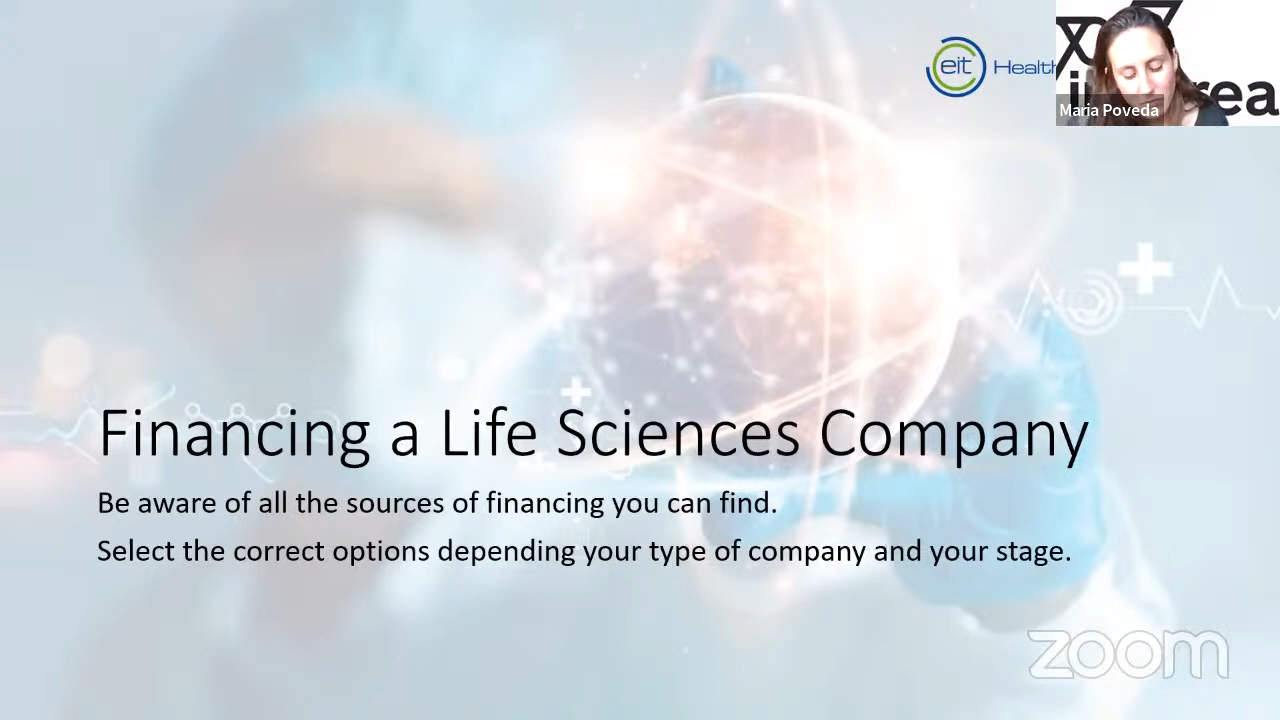 eit Health
Maria Poveda
Financing a Life Sciences Company
Be aware of all the sources of financing you can find.
Select the correct options depending your type of company and your stage.
zoom